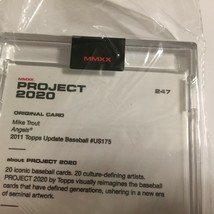 MMXX
MMXX
PROJECT
2020
247
ORIGINAL CARD
Mike Trout
Angels®
2011 Topps Update Baseball #US175
about PROJECT 2020
20 iconic baseball cards. 20 culture-defining artists.
PROJECT 2020 by Topps visually reimagines the baseball
cards that have defined generations, ushering in a new era
of seminal artwork.